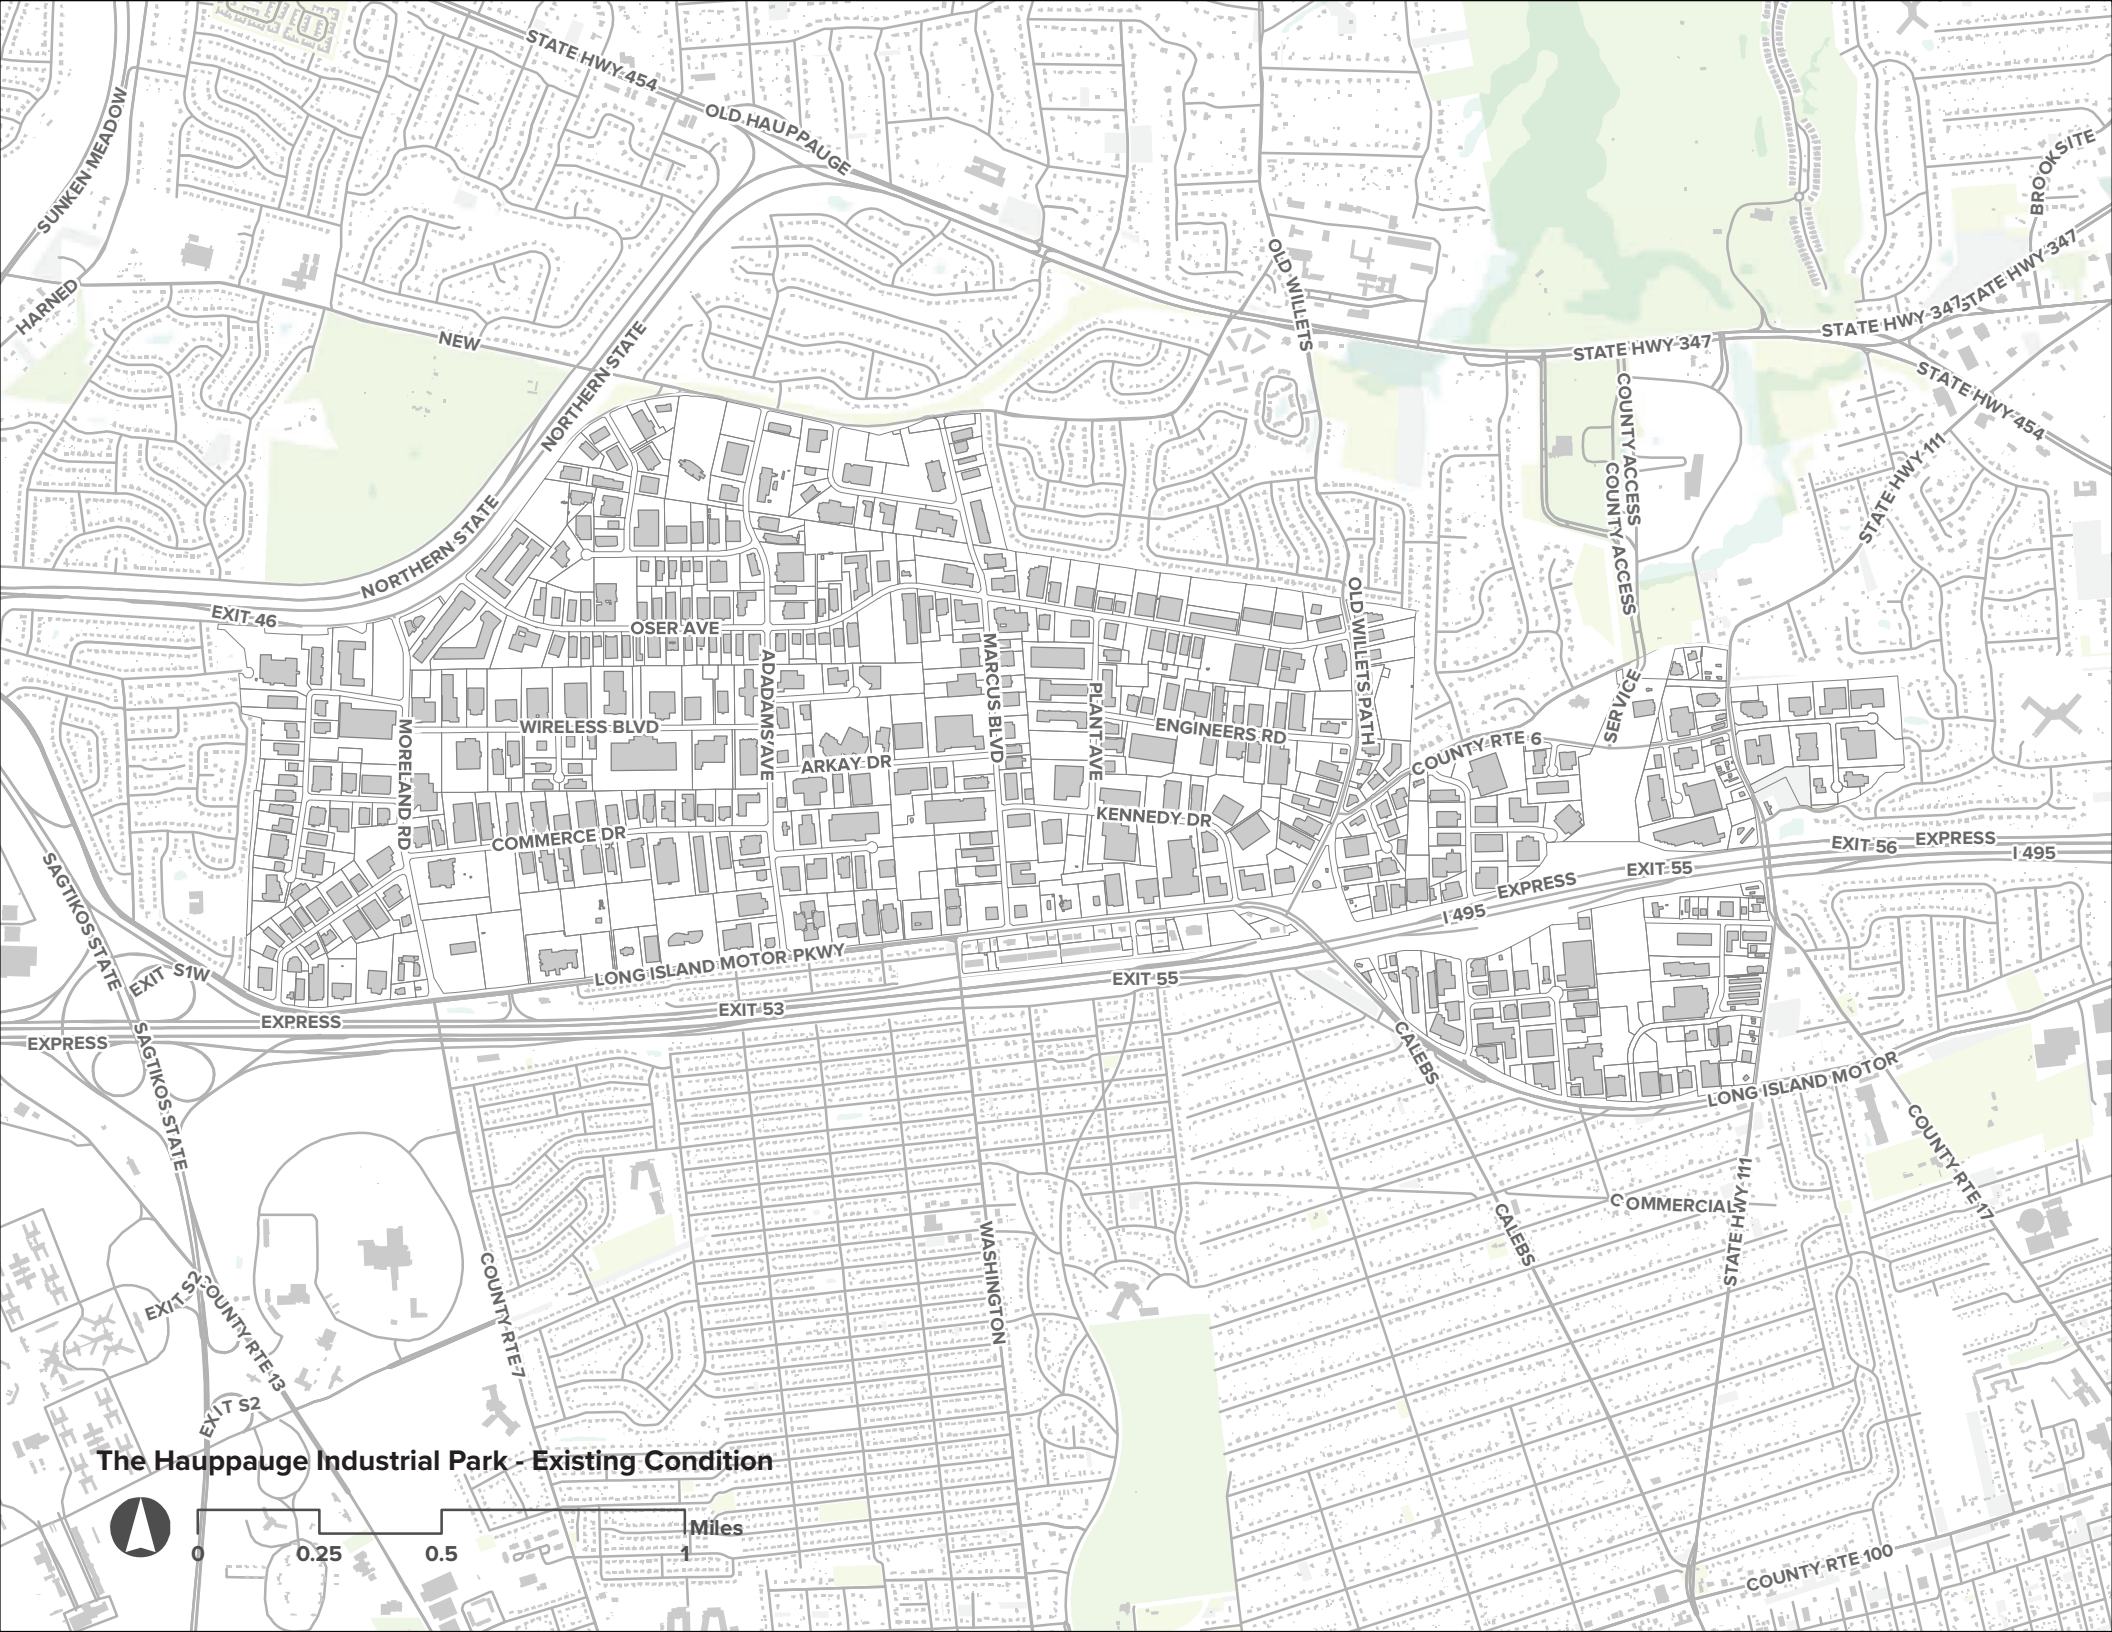 STATE HWY 454
OLD HAUPPAUGE
SUNKEN MEADOW
BROOKSITE
HARNED
OLD WILLETS
STATE HWY 347
STATE HWY 347
STATE HWY 347
NEW
NORTHERN STATE
COUNTY ACCESS
STATE HWY 454
STATE HWY 111
COUNTY ACCESS
NORTHERN STATE
EXIT 46
OSER AVE
OLD WILLETS PATH
ADADAMS AVE
MARCUS BLVD
PLANT AVE
SERVICE
MORELAND RD
WIRELESS BLVD
ENGINEERS RD
COUNTY RTE 6
ARKAY DR
KENNEDY DR
COMMERCE DR
EXIT 56
EXPRESS
I 495
EXIT 55
EXPRESS
I 495
SAGTIKOS STATE
EXIT S1W
LONG ISLAND MOTOR PKWY
EXIT 55
EXIT 53
EXPRESS
EXPRESS
SAGTIKOS STATE
CALEBS
LONG ISLAND MOTOR
COUNTY RTE 17
COMMERCIAL
STATE HWY 111
CALEBS
WASHINGTON
COUNTY RTE 7
EXIT S2
COUNTY RTE 13
EXIT S2
COUNTY RTE 100
The Hauppauge Industrial Park - Existing Condition
Miles
0 0.25 0.5 1